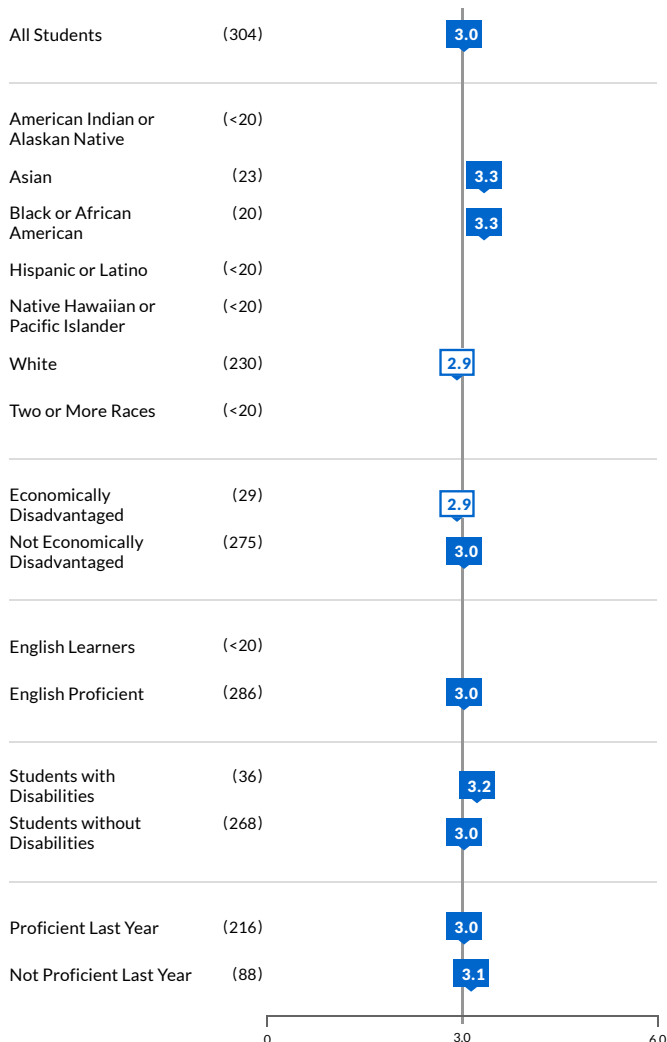 All Students (304) 3.0
American Indian or (<20)
Alaskan Native
Asian (23) 3.3
Black or African (20) 3.3
American
Hispanic or Latino (<20)
Native Hawaiian or (<20)
Pacific Islander
White (230) 2.9
Two or More Races (<20)
Economically (29) 2.9
Disadvantaged
Not Economically (275) 3.0
Disadvantaged
English Learners (<20)
English Proficient (286) 3.0
Students with (36) 3.2
Disabilities
Students without (268) 3.0
Disabilities
Proficient Last Year (216) 3.0
Not Proficient Last Year (88) 3.1
0 3.0 6.0